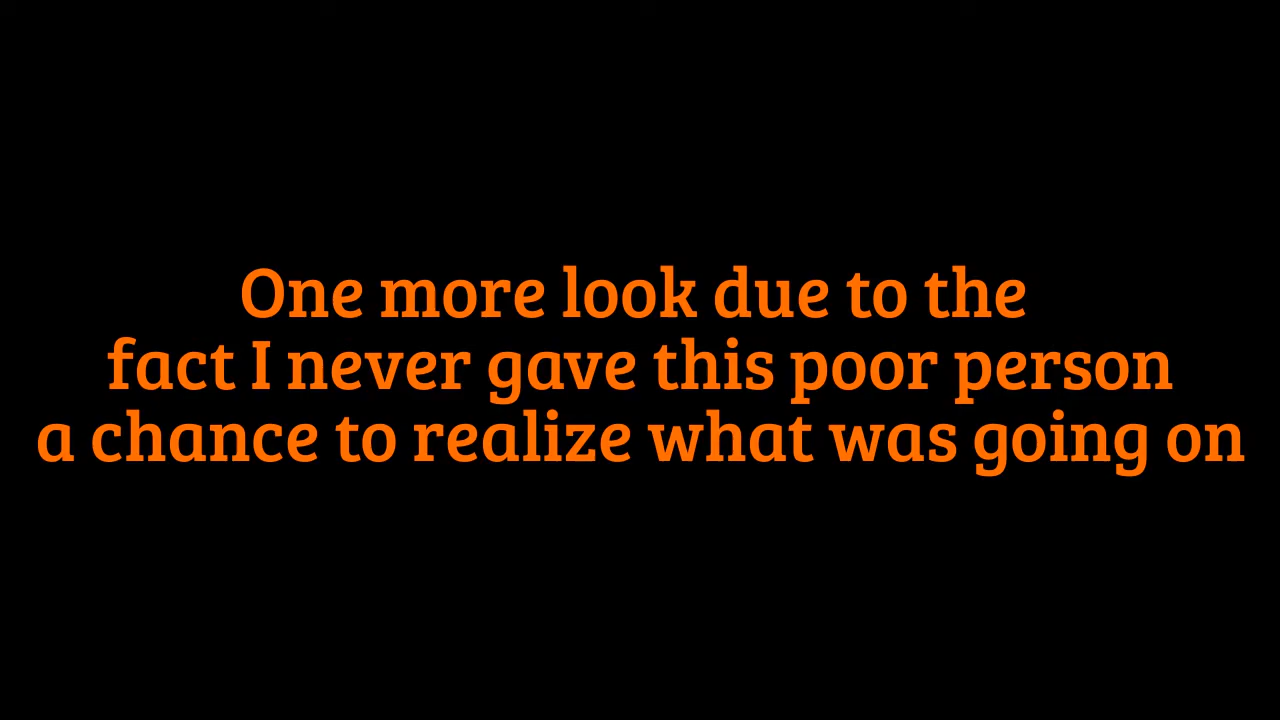 One more look due to the
fact I never gave this poor person
a chance to realize what was going on